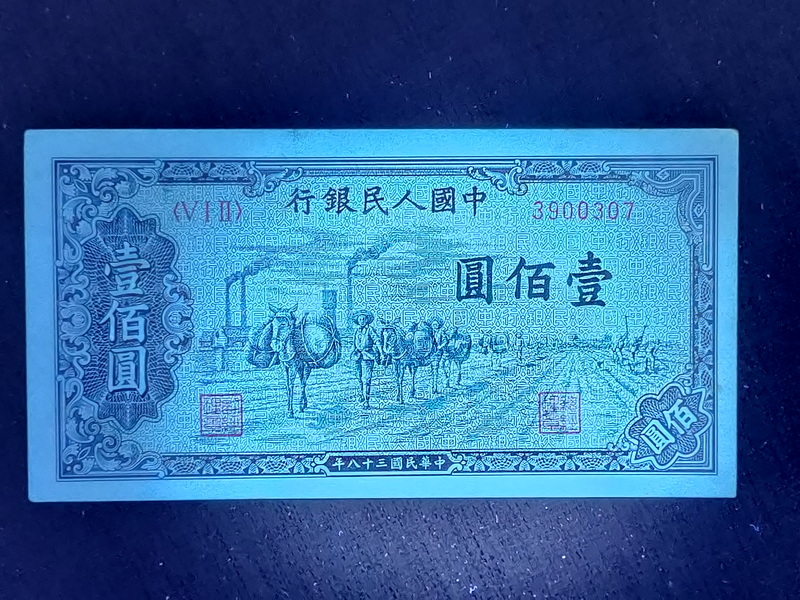 中國人民銀行
〈VIⅡ〉
3900307
壹佰圓
壹佰圓
佰圓
中華民國三十八年